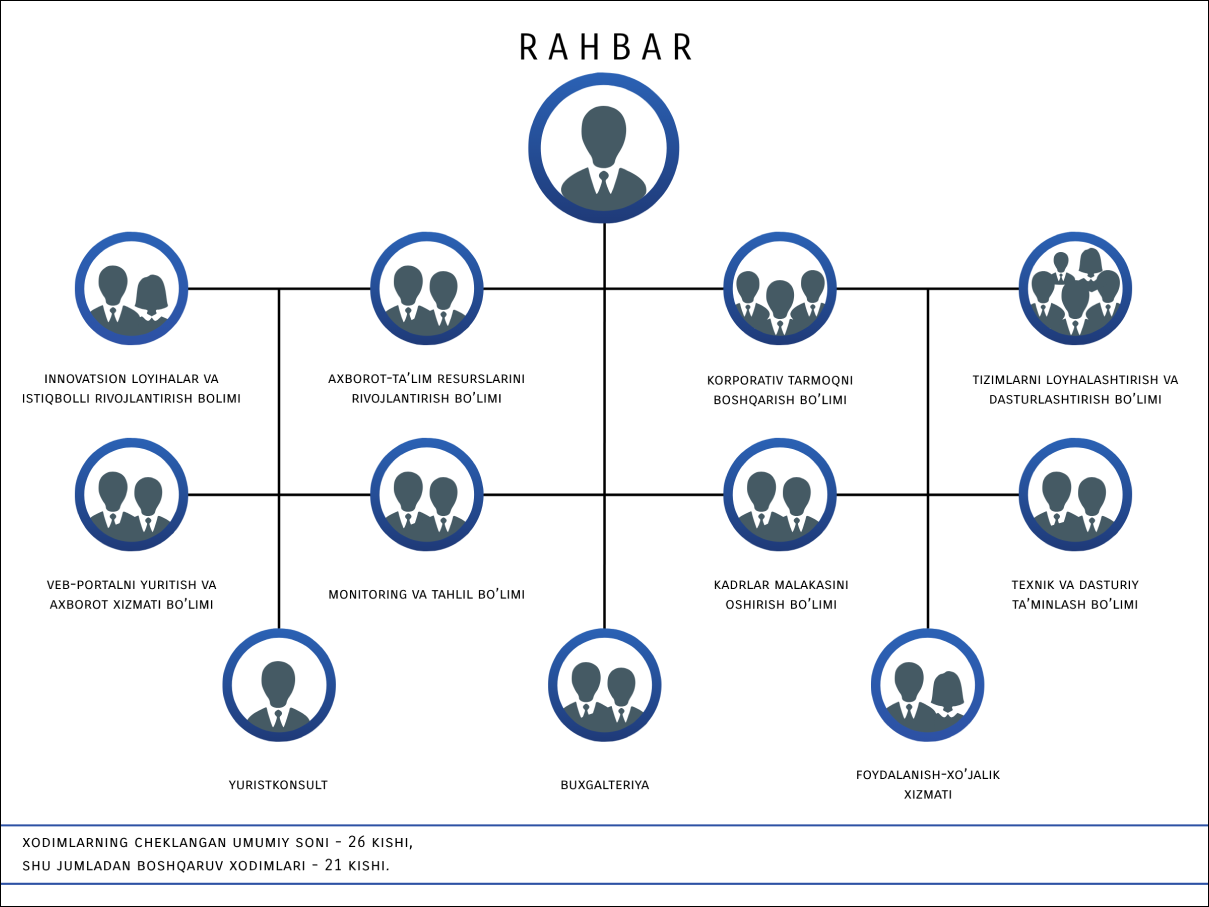 RAHBAR
INNOVATSION LOYIHALAR VA
ISTIQBOLLI RIVOJLANTIRISH BOLIMI
AXBOROT-TA'LIM RESURSLARINI
RIVOJLANTIRISH BO'LIMI
KORPORATIV TARMOQNI
BOSHQARISH BO'LIMI
TIZIMLARNI LOYHALASHTIRISH VA
DASTURLASHTIRISH BO'LIMI
VEB-PORTALNI YURITISH VA
AXBOROT XIZMATI BO'LIMI
MONITORING VA TAHLIL BO'LIMI
KADRLAR MALAKASINI
OSHIRISH BO'LIMI
TEXNIK VA DASTURIY
TA'MINLASH BO'LIMI
YURISTKONSULT
BUXGALTERIYA
FOYDALANISH-XO'JALIK
XIZMATI
XODIMLARNING CHEKLANGAN UMUMIY SONI - 26 KISHI,
SHU JUMLADAN BOSHQARUV XODIMLARI - 21 KISHI.